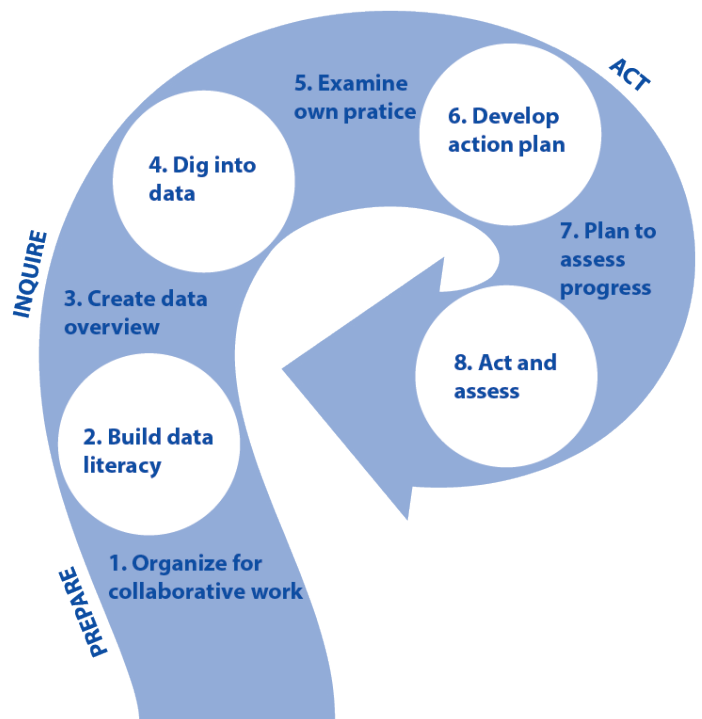 PREPARE
1. Organize for
collaborative work
2. Build data
literacy
INQUIRE
3. Create data
overview
4. Dig into
data
5. Examine
own pratice
ACT
6. Develop
action plan
7. Plan to
assess
progress
8. Act and
assess